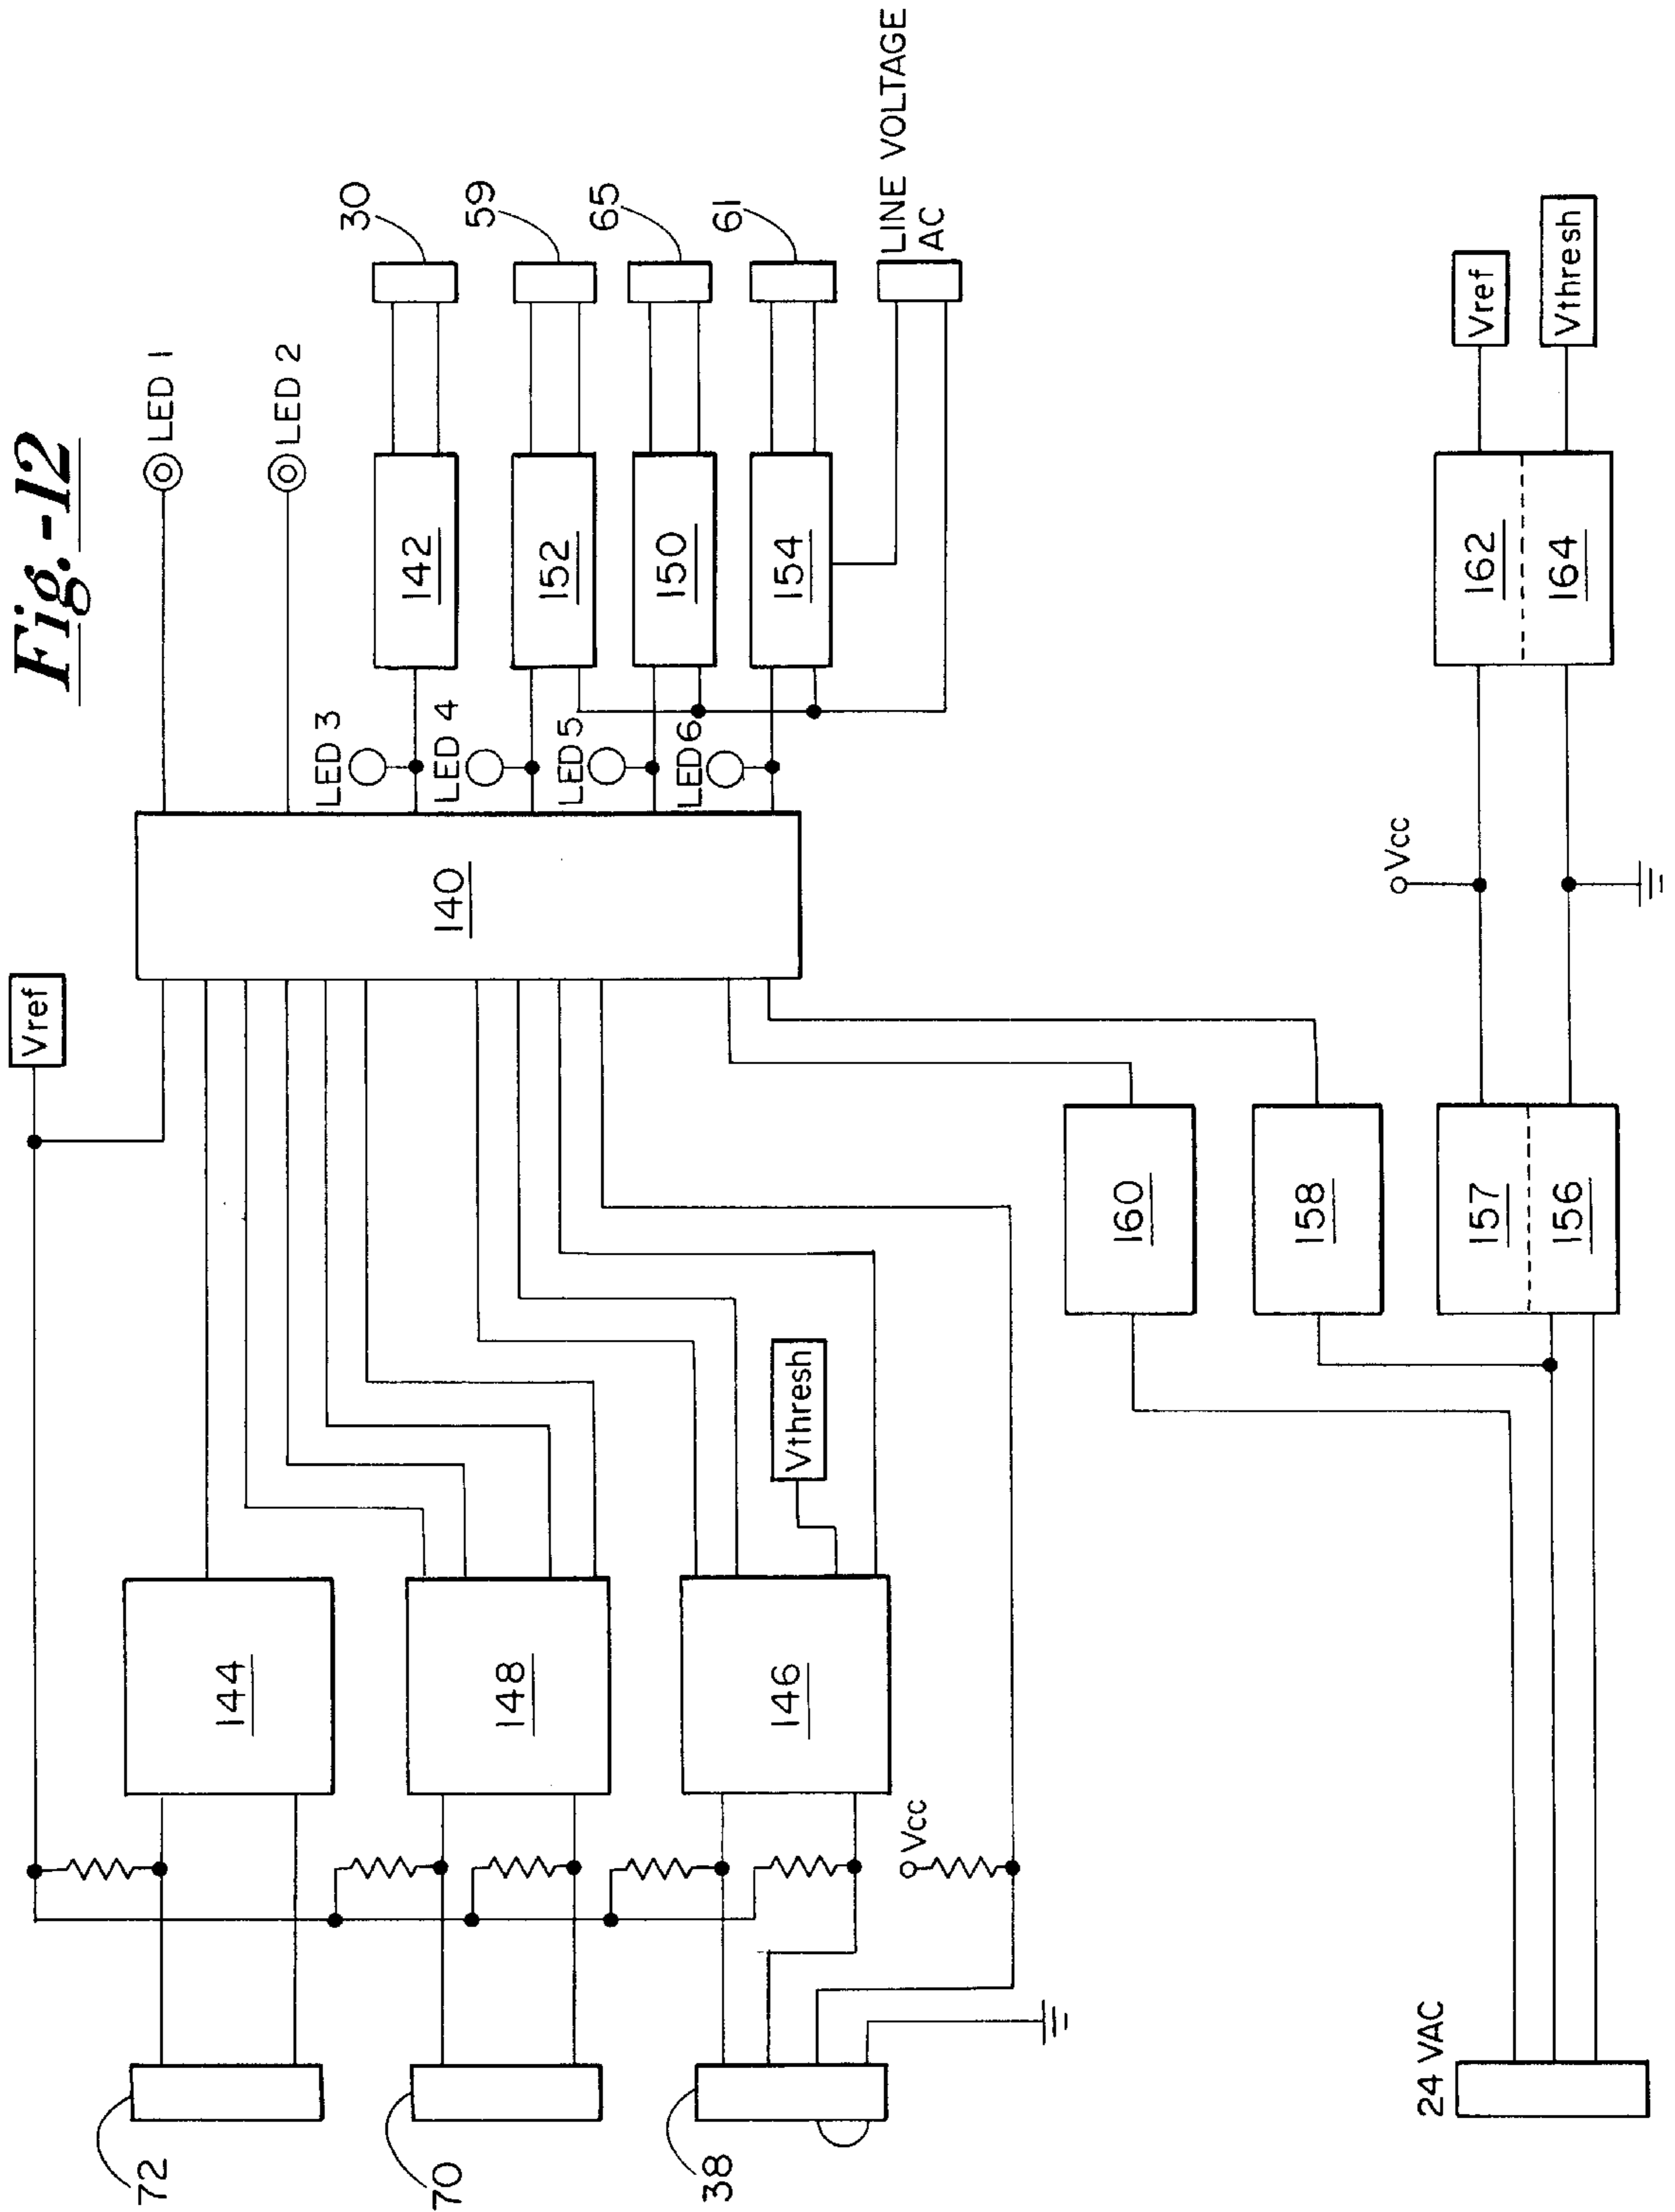 Fig.-12
Vref
LED 1
LED 2
72
144
140
LED 3
142
30
LED 4
152
59
70
148
LED 5
150
65
LED 6
154
61
38
146
Vthresh
Vcc
LINE VOLTAGE
AC
160
158
24 VAC
157
156
Vcc
162
164
Vref
Vthresh